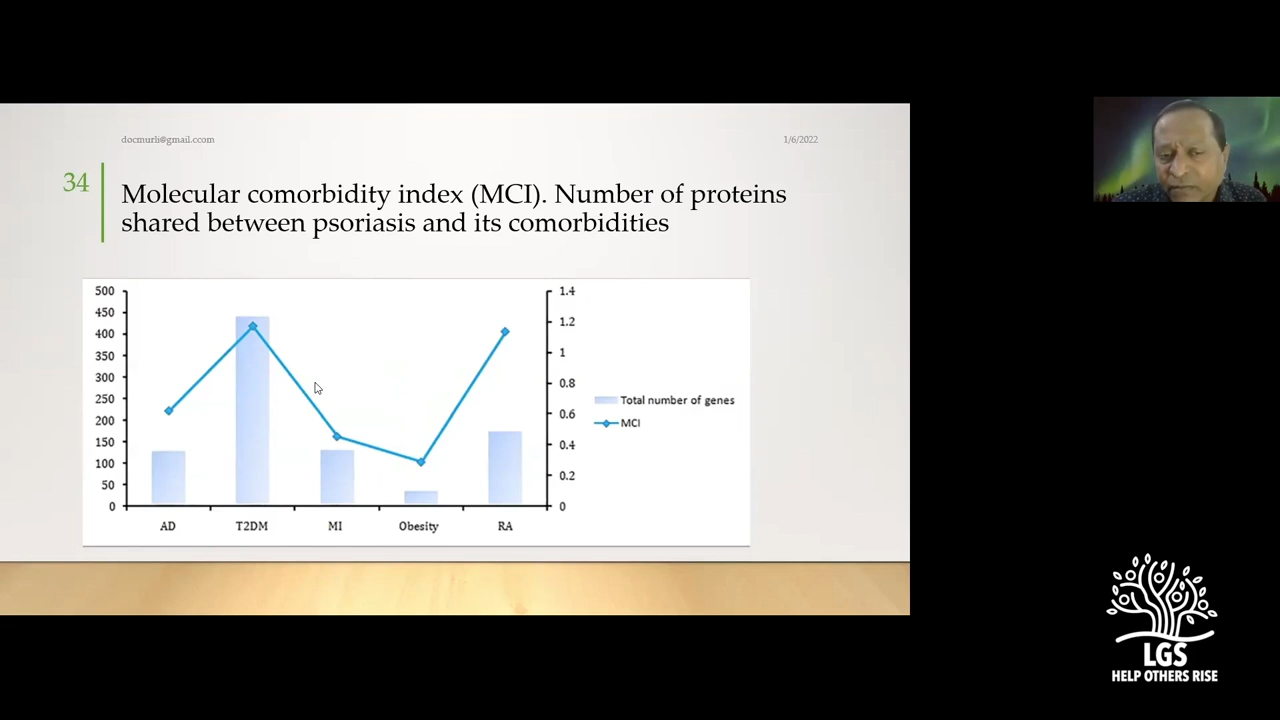 docmurli@gmail.ccom
1/6/2022
34
Molecular comorbidity index (MCI). Number of proteins
shared between psoriasis and its comorbidities
500
450
400
350
300
250
200
150
100
50
0
1.4
1.2
1
0.8
0.6
0.4
0.2
0
AD
T2DM
MI
Obesity
RA
Total number of genes
MCI
LGS
HELP OTHERS RISE